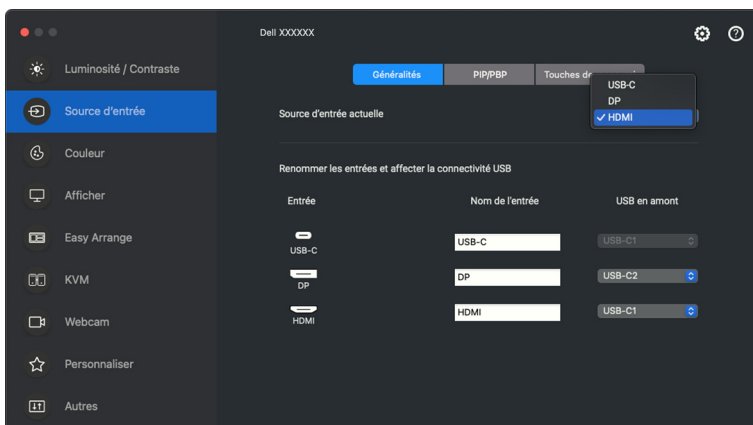 Dell XXXXXX
Luminosité / Contraste
Source d'entrée
Couleur
Afficher
Easy Arrange
KVM
Webcam
Personnaliser
Autres
Généralités
PIP/PBP
Touches de
USB-C
DP
✓ HDMI
Source d'entrée actuelle
Renommer les entrées et affecter la connectivité USB
Entrée
Nom de l'entrée
USB en amont
USB-C
USB-C
USB-C1
DP
DP
USB-C2
HDMI
HDMI
USB-C1